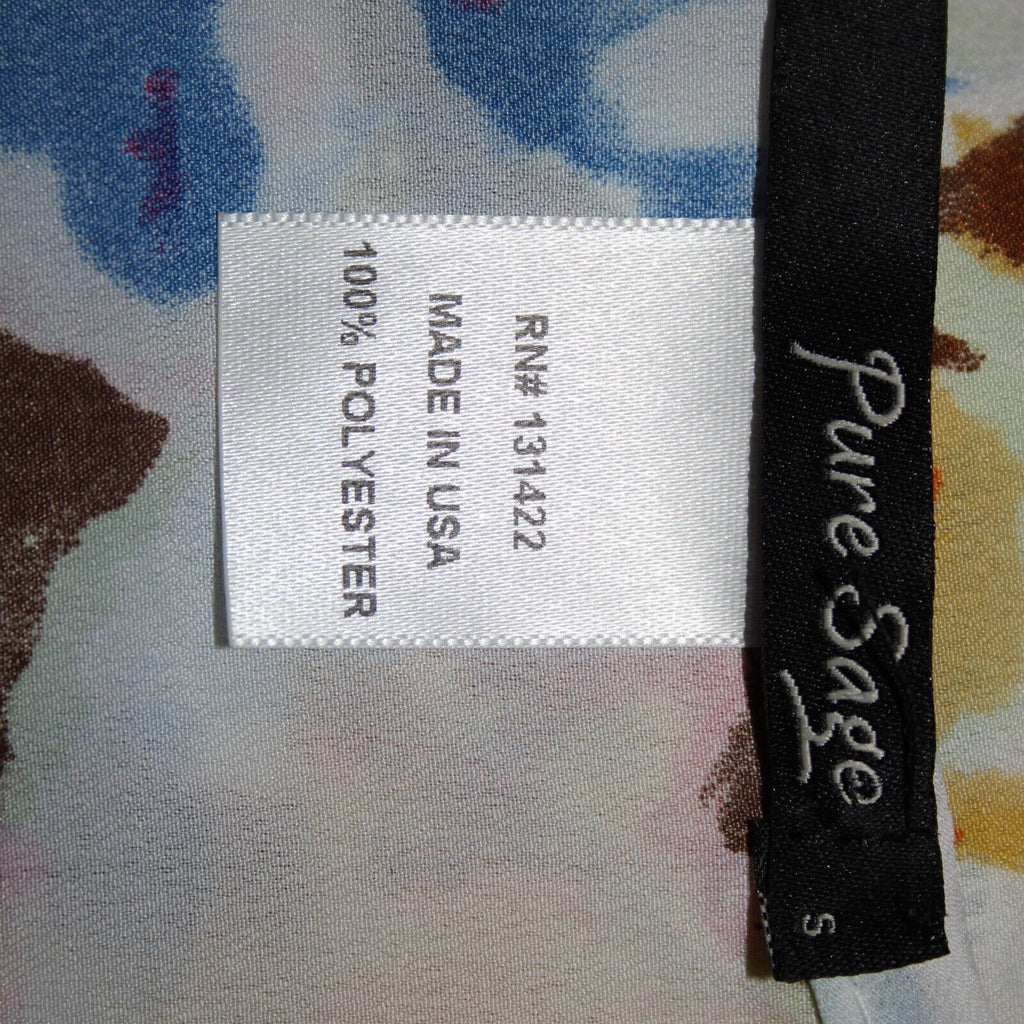 Pure Sage
S
RN# 131422
MADE IN USA
100% POLYESTER